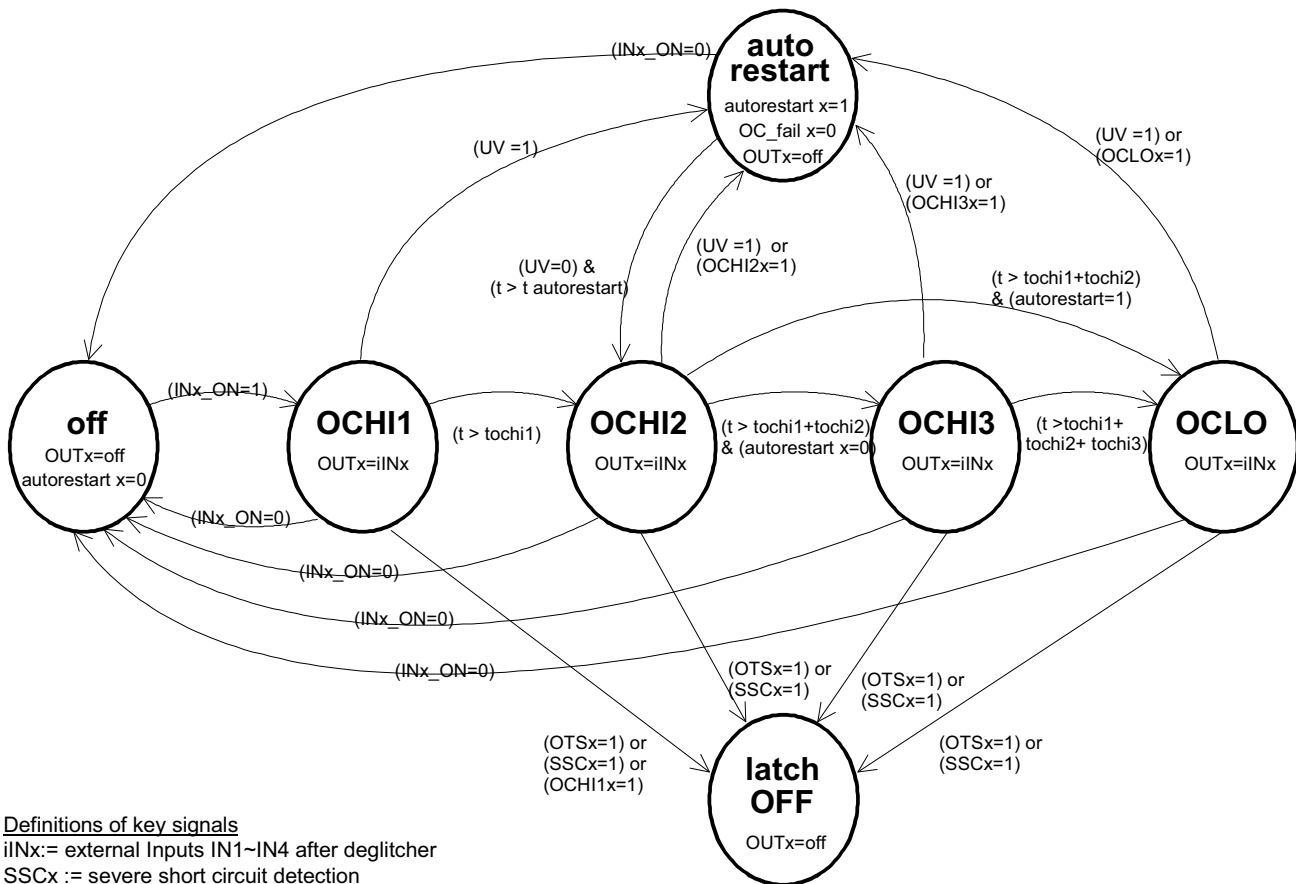 (INx_ON=0)
auto
restart
autorestart x=1
OC_fail x=0
OUTx=off
(UV =1)
(UV =1) or
(OCLOx=1)
(UV =1) or
(OCHI3x=1)
(UV =1) or
(OCHI2x=1)
(UV=0) &
(t > t autorestart)
(t > tochi1+tochi2)
& (autorestart=1)
off
OUTx=off
autorestart x=0
(INx_ON=1)
OCHI1
OUTx=iINx
(t > tochi1)
OCHI2
OUTx=iINx
(t > tochi1+tochi2)
& (autorestart x=0)
OCHI3
OUTx=iINx
(t >tochi1+
tochi2+ tochi3)
OCLO
OUTx=iINx
(INx_ON=0)
(INx_ON=0)
(INx_ON=0)
(INx_ON=0)
(OTSx=1) or
(SSCx=1) or
(OCHI1x=1)
(OTSx=1) or
(SSCx=1)
(OTSx=1) or
(SSCx=1)
(OTSx=1) or
(SSCx=1)
latch
OFF
OUTx=off
Definitions of key signals
iINx:= external Inputs IN1~IN4 after deglitcher
SSCx := severe short circuit detection